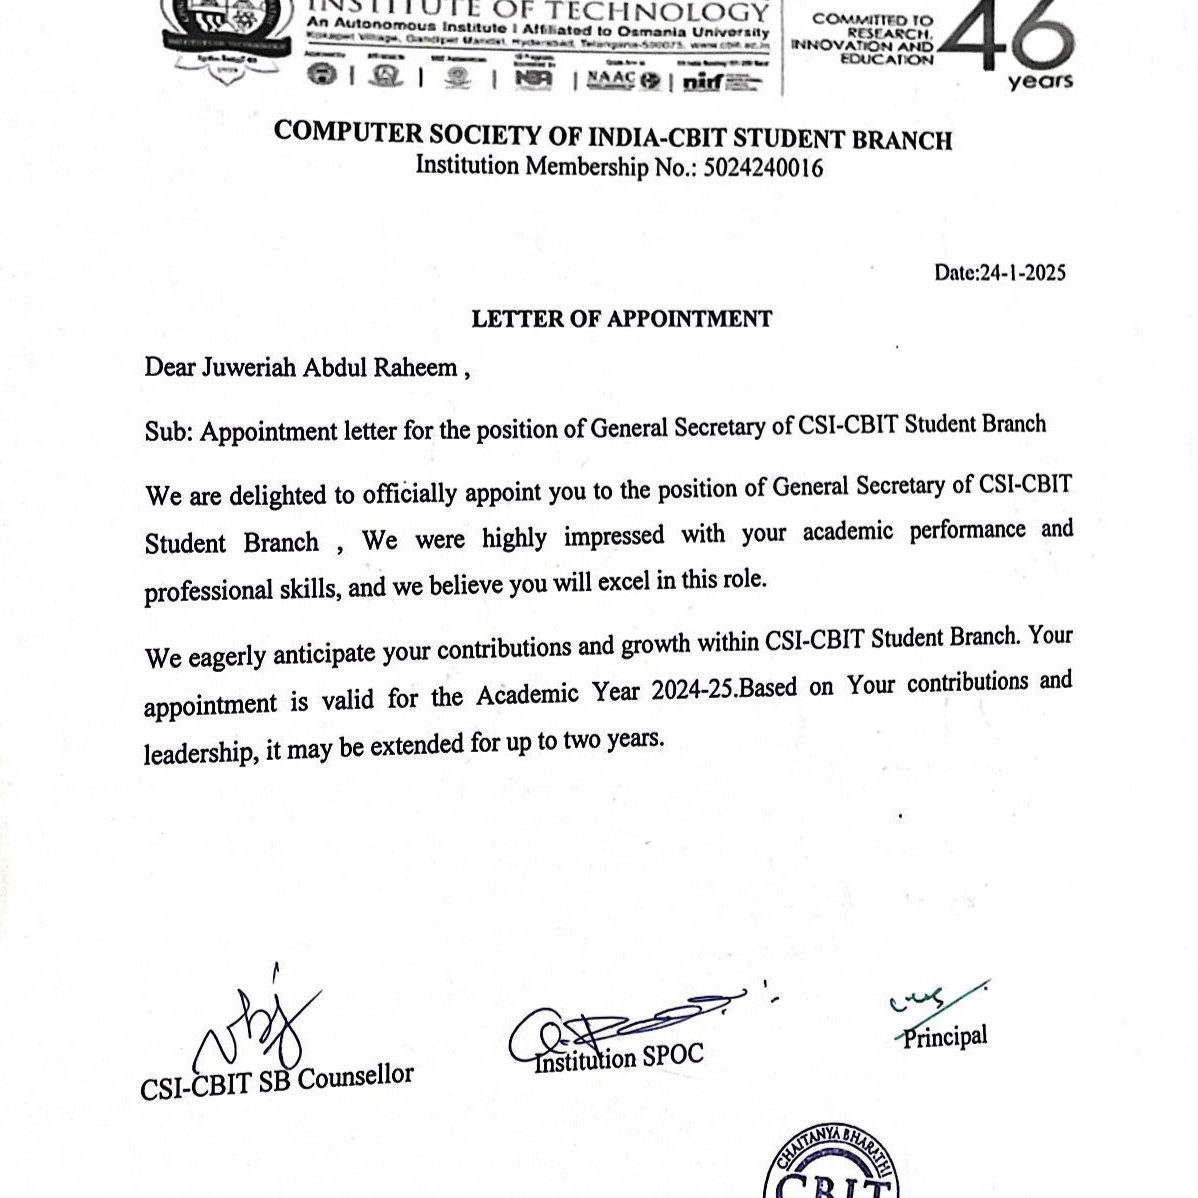 INSTITUTE OF TECHNOLOGY
An Autonomous Institute | Affiliated to Osmania University
Kokapet Village, Gandipet Mandal, Hyderabad, Telangana-500075, www.cbit.ac.in
NAAC
nirf
COMMITTED TO
RESEARCH,
INNOVATION AND
EDUCATION
46
years
COMPUTER SOCIETY OF INDIA-CBIT STUDENT BRANCH
Institution Membership No.: 5024240016
Date:24-1-2025
LETTER OF APPOINTMENT
Dear Juweriah Abdul Raheem ,
Sub: Appointment letter for the position of General Secretary of CSI-CBIT Student Branch
We are delighted to officially appoint you to the position of General Secretary of CSI-CBIT
Student Branch , We were highly impressed with your academic performance and
professional skills, and we believe you will excel in this role.
We eagerly anticipate your contributions and growth within CSI-CBIT Student Branch. Your
appointment is valid for the Academic Year 2024-25.Based on Your contributions and
leadership, it may be extended for up to two years.
CSI-CBIT SB Counsellor
Institution SPOC
Principal
CHAITANYA BHARATHI
CBIT